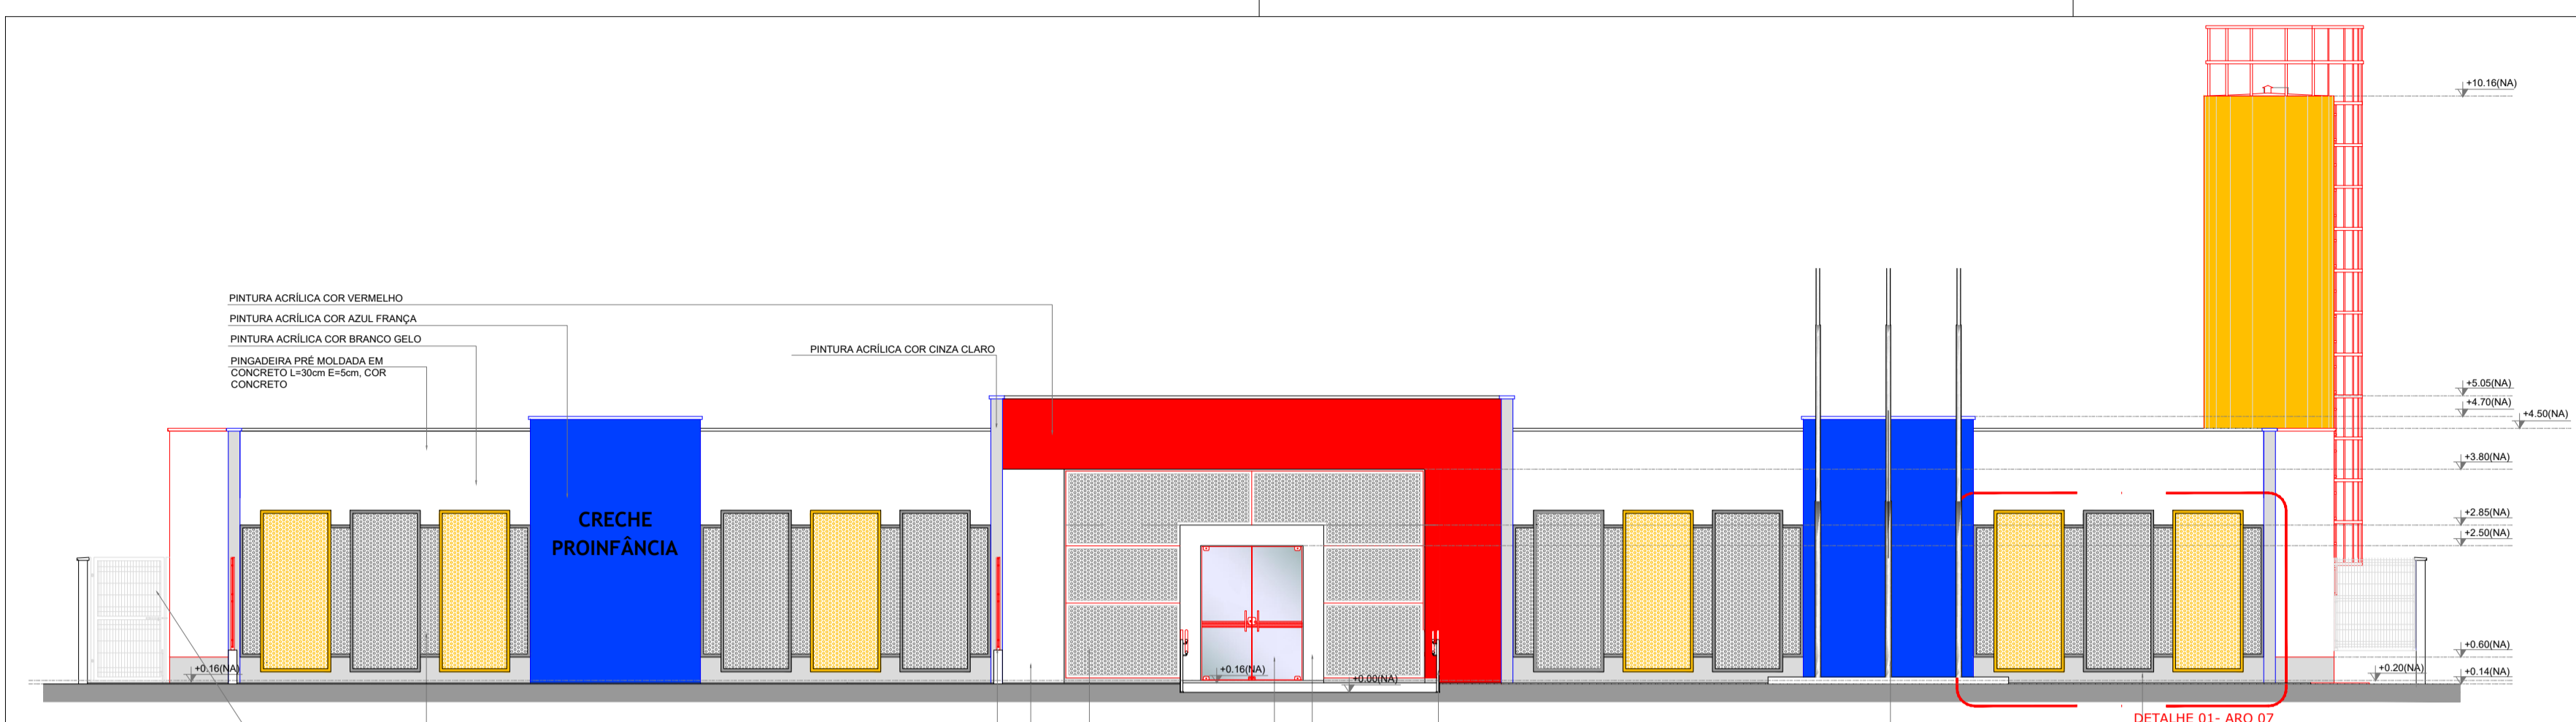 +10.16(NA)
PINTURA ACRÍLICA COR VERMELHO
PINTURA ACRÍLICA COR AZUL FRANÇA
PINTURA ACRÍLICA COR BRANCO GELO
PINGADEIRA PRÉ MOLDADA EM
CONCRETO L=30cm E=5cm, COR
CONCRETO
PINTURA ACRÍLICA COR CINZA CLARO
+5.05(NA)
+4.70(NA)
+4.50(NA)
+3.80(NA)
CRECHE
PROINFÂNCIA
+2.85(NA)
+2.50(NA)
+0.60(NA)
+0.16(NA)
+0.16(NA)
+0.20(NA)
+0.14(NA)
+0.00(NA)
DETALHE 01- ARQ 07